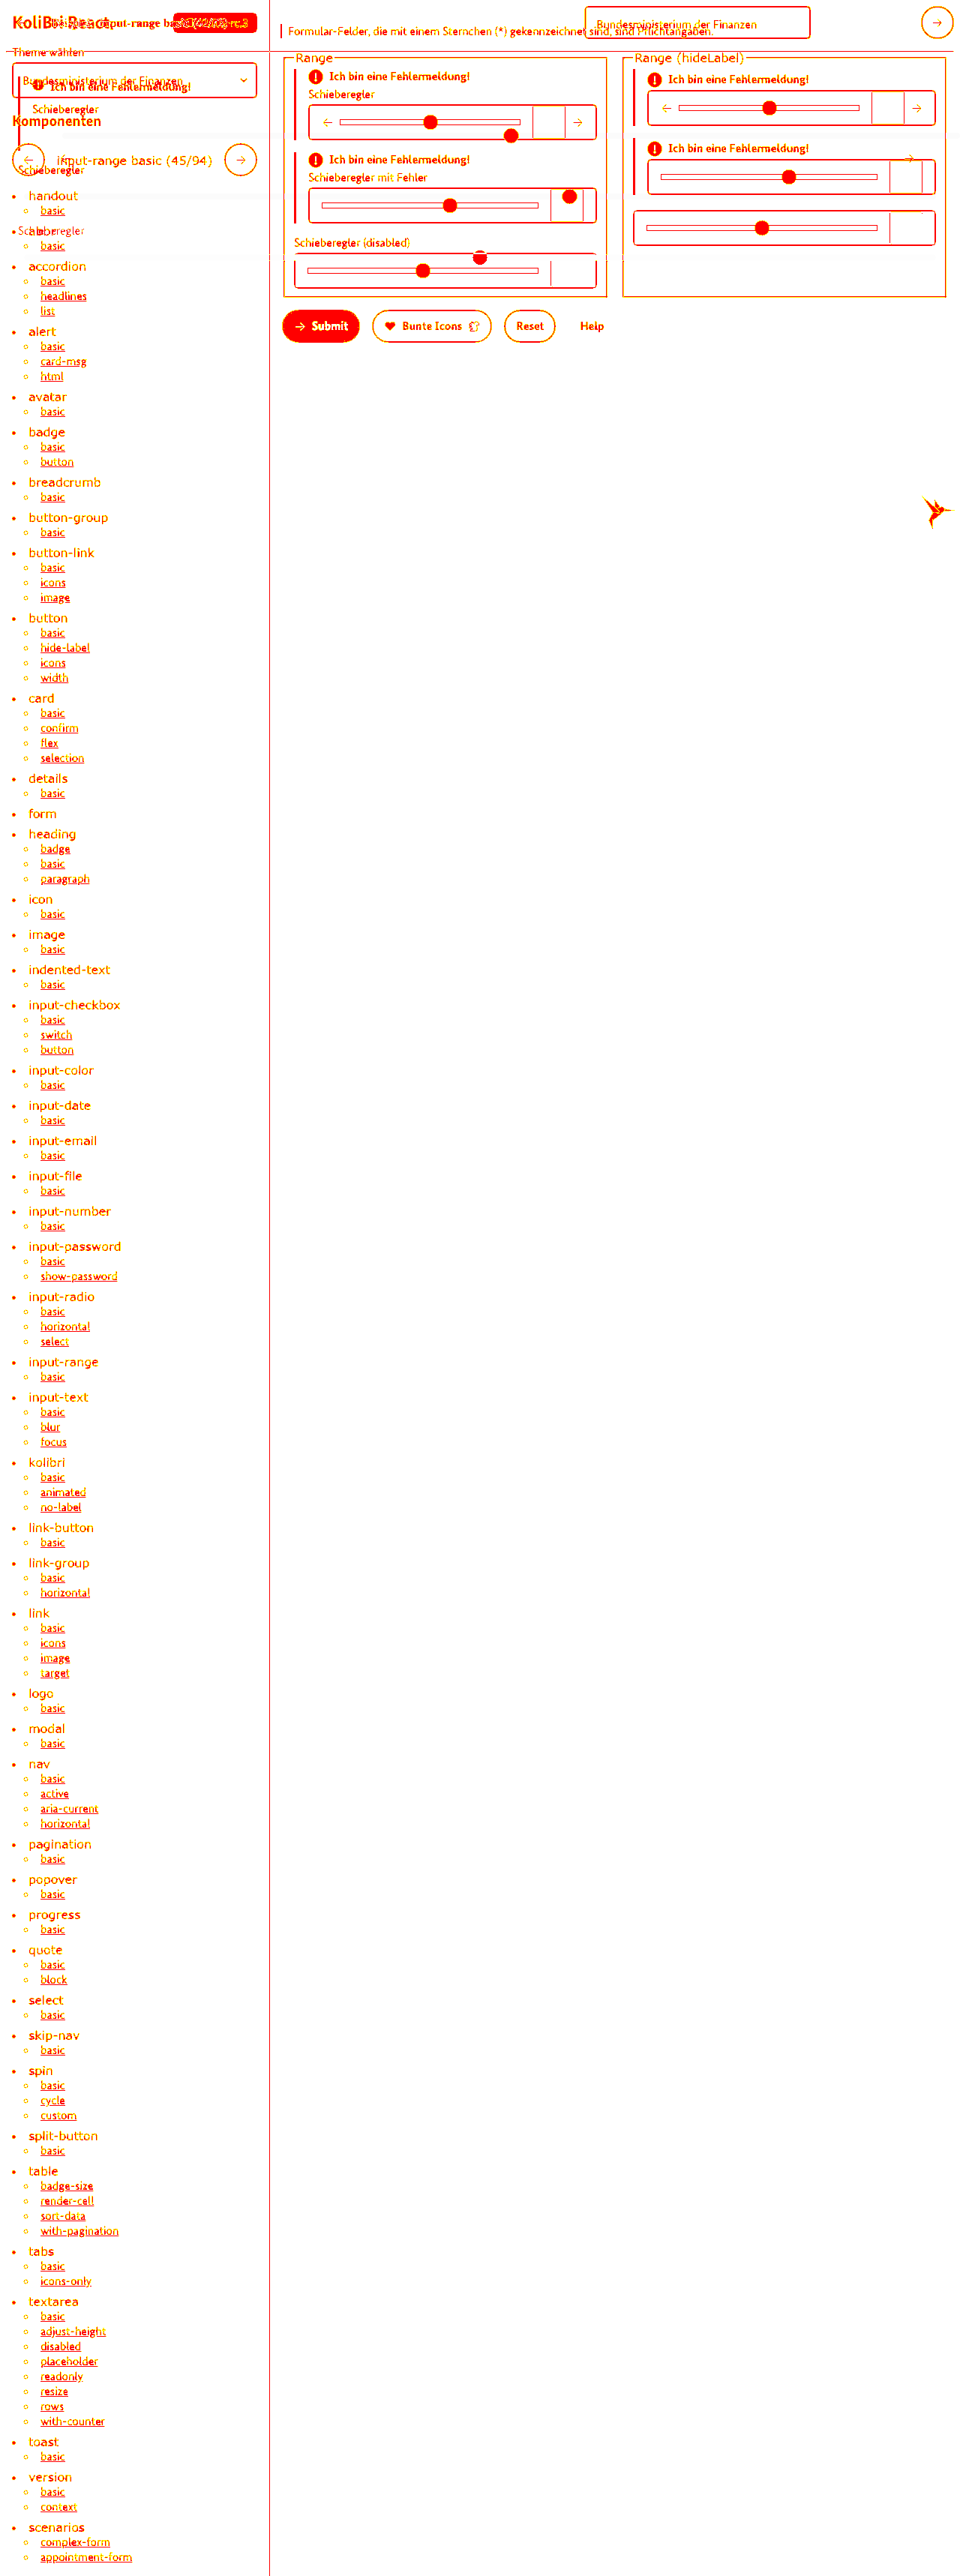 KoliBri React
Formular-Felder, die mit einem Sternchen (*) gekennzeichnet sind, sind Pflichtangaben.
Bundesministerium der Finanzen
Theme wählen
Bundesministerium der Finanzen
Ich bin eine Fehlermeldung!
Schieberegler
Komponenten
input-range basic (45/94)
Schieberegler
Schieberegler
Range
Ich bin eine Fehlermeldung!
Schieberegler
Ich bin eine Fehlermeldung!
Schieberegler mit Fehler
Schieberegler (disabled)
Range (hideLabel)
Ich bin eine Fehlermeldung!
Ich bin eine Fehlermeldung!
Submit
Bunte Icons
Reset
Help
handout
basic
abbr
basic
accordion
basic
headlines
list
alert
basic
card-msg
html
avatar
basic
badge
basic
button
breadcrumb
basic
button-group
basic
button-link
basic
icons
image
button
basic
hide-label
icons
width
card
basic
confirm
flex
selection
details
basic
form
heading
badge
basic
paragraph
icon
basic
image
basic
indented-text
basic
input-checkbox
basic
switch
button
input-color
basic
input-date
basic
input-email
basic
input-file
basic
input-number
basic
input-password
basic
show-password
input-radio
basic
horizontal
select
input-range
basic
input-text
basic
blur
focus
kolibri
basic
animated
no-label
link-button
basic
link-group
basic
horizontal
link
basic
icons
image
target
logo
basic
modal
basic
nav
basic
active
aria-current
horizontal
pagination
basic
popover
basic
progress
basic
quote
basic
block
select
basic
skip-nav
basic
spin
basic
cycle
custom
split-button
basic
table
badge-size
render-cell
sort-data
with-pagination
tabs
basic
icons-only
textarea
basic
adjust-height
disabled
placeholder
readonly
resize
rows
with-counter
toast
basic
version
basic
context
scenarios
complex-form
appointment-form